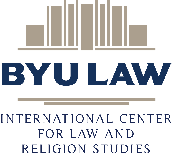 BYU LAW
INTERNATIONAL CENTER
FOR LAW AND
RELIGION STUDIES